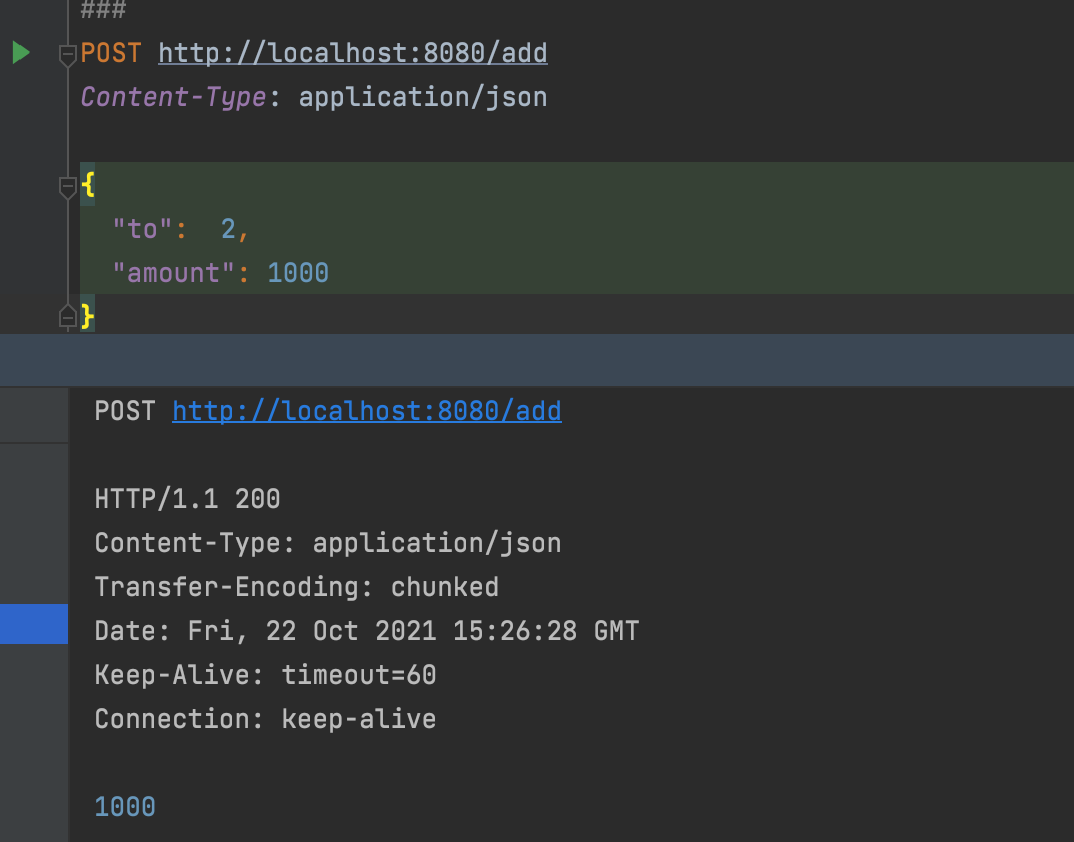 ###
POST http://localhost:8080/add
Content-Type: application/json
{
"to":  2,
"amount": 1000
}
POST http://localhost:8080/add
HTTP/1.1 200
Content-Type: application/json
Transfer-Encoding: chunked
Date: Fri, 22 Oct 2021 15:26:28 GMT
Keep-Alive: timeout=60
Connection: keep-alive
1000